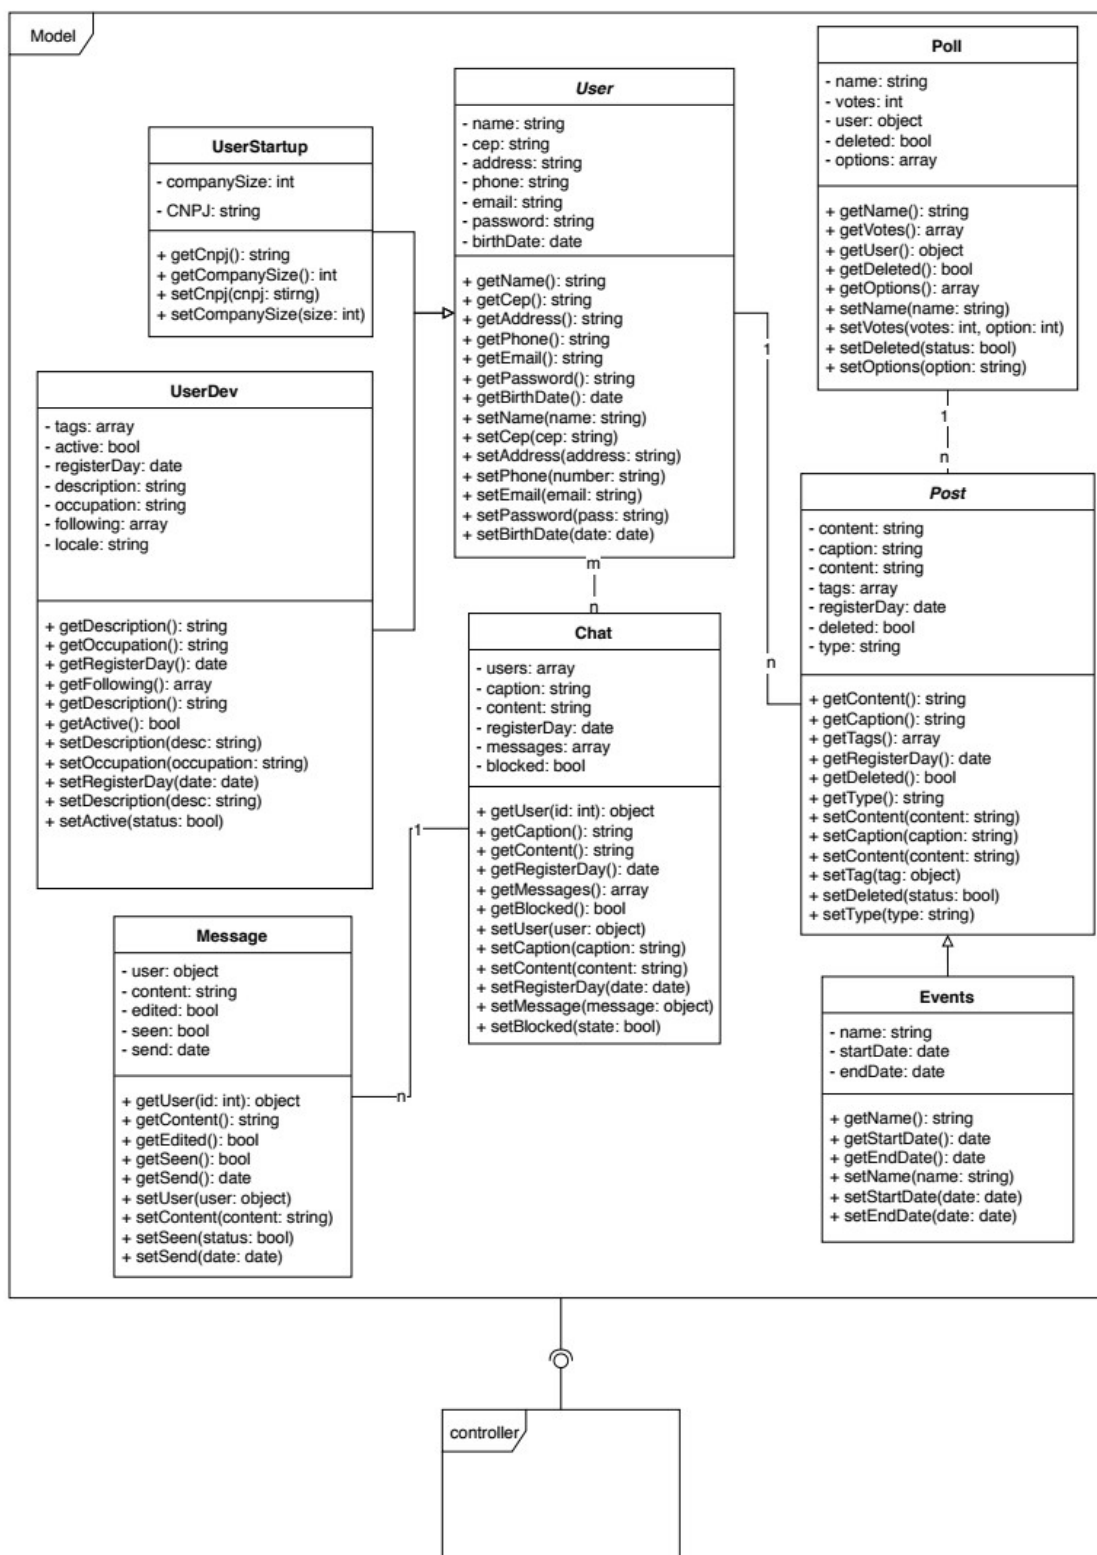 Model
Poll
- name: string
- votes: int
- user: object
- deleted: bool
- options: array
+ getName(): string
+ getVotes(): array
+ getUser(): object
+ getDeleted(): bool
+ getOptions(): array
+ setName(name: string)
+ setVotes(votes: int, option: int)
+ setDeleted(status: bool)
+ setOptions(option: string)
User
- name: string
- cep: string
- address: string
- phone: string
- email: string
- password: string
- birthDate: date
+ getName(): string
+ getCep(): string
+ getAddress(): string
+ getPhone(): string
+ getEmail(): string
+ getPassword(): string
+ getBirthDate(): date
+ setName(name: string)
+ setCep(cep: string)
+ setAddress(address: string)
+ setPhone(number: string)
+ setEmail(email: string)
+ setPassword(pass: string)
+ setBirthDate(date: date)
UserStartup
- companySize: int
- CNPJ: string
+ getCnpj(): string
+ getCompanySize(): int
+ setCnpj(cnpj: stirng)
+ setCompanySize(size: int)
UserDev
- tags: array
- active: bool
- registerDay: date
- description: string
- occupation: string
- following: array
- locale: string
+ getDescription(): string
+ getOccupation(): string
+ getRegisterDay(): date
+ getFollowing(): array
+ getDescription(): string
+ getActive(): bool
+ setDescription(desc: string)
+ setOccupation(occupation: string)
+ setRegisterDay(date: date)
+ setDescription(desc: string)
+ setActive(status: bool)
1
n
1
n
Post
- content: string
- caption: string
- content: string
- tags: array
- registerDay: date
- deleted: bool
- type: string
+ getContent(): string
+ getCaption(): string
+ getTags(): array
+ getRegisterDay(): date
+ getDeleted(): bool
+ getType(): string
+ setContent(content: string)
+ setCaption(caption: string)
+ setContent(content: string)
+ setTag(tag: object)
+ setDeleted(status: bool)
+ setType(type: string)
m
n
Chat
- users: array
- caption: string
- content: string
- registerDay: date
- messages: array
- blocked: bool
+ getUser(id: int): object
+ getCaption(): string
+ getContent(): string
+ getRegisterDay(): date
+ getMessages(): array
+ getBlocked(): bool
+ setUser(user: object)
+ setCaption(caption: string)
+ setContent(content: string)
+ setRegisterDay(date: date)
+ setMessage(message: object)
+ setBlocked(state: bool)
1
n
Message
- user: object
- content: string
- edited: bool
- seen: bool
- send: date
+ getUser(id: int): object
+ getContent(): string
+ getEdited(): bool
+ getSeen(): bool
+ getSend(): date
+ setUser(user: object)
+ setContent(content: string)
+ setSeen(status: bool)
+ setSend(date: date)
Events
- name: string
- startDate: date
- endDate: date
+ getName(): string
+ getStartDate(): date
+ getEndDate(): date
+ setName(name: string)
+ setStartDate(date: date)
+ setEndDate(date: date)
controller